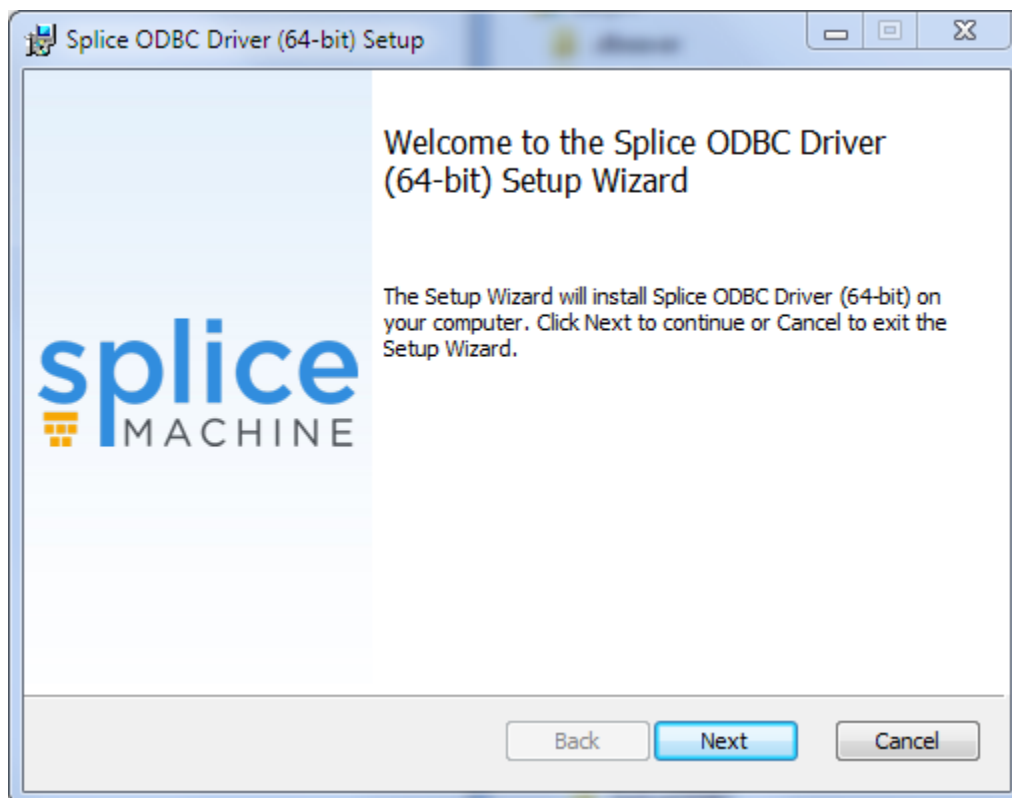 Splice ODBC Driver (64-bit) Setup
Welcome to the Splice ODBC Driver
(64-bit) Setup Wizard
The Setup Wizard will install Splice ODBC Driver (64-bit) on
your computer. Click Next to continue or Cancel to exit the
Setup Wizard.
splice
MACHINE
Back Next Cancel